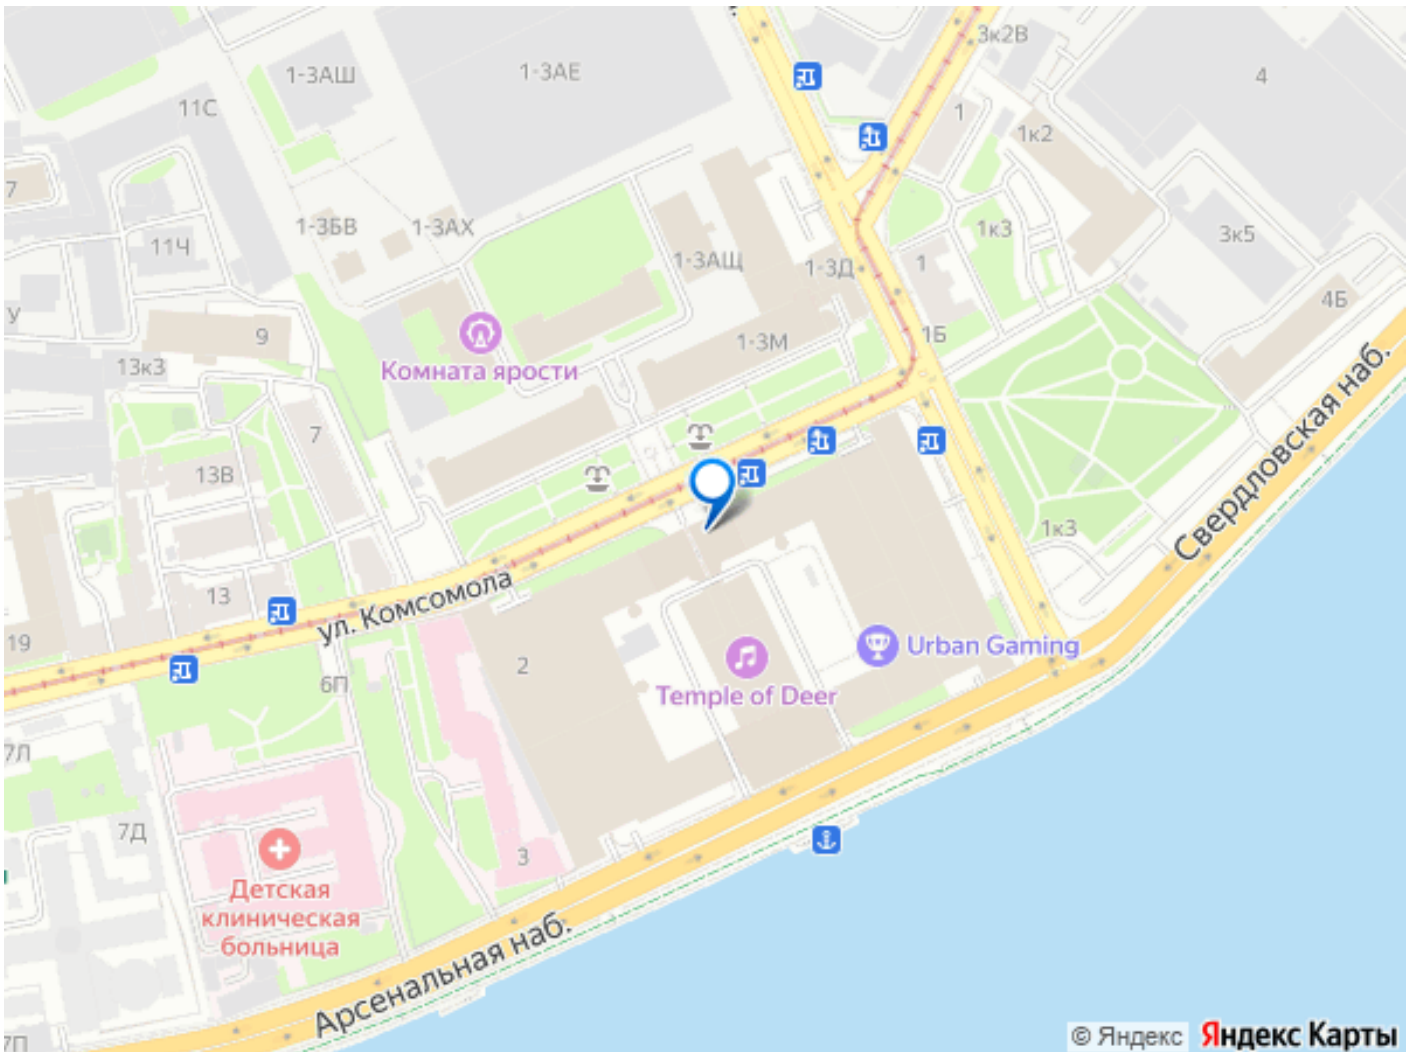 3к2В
1-3АШ
1-3АЕ
4
11С
1
1к2
7
1-3БВ
1-3АХ
11Ч
1к3
3к5
1-3АЩ
1-3Д
1
У
4Б
9
1Б
1-3М
13к3
Комната ярости
Свердловская наб.
7
13В
1к3
ул. Комсомола
13
19
Urban Gaming
2
6П
Temple of Deer
7Л
7Д
3
Детская
клиническая
больница
Арсенальная наб.
7П
© Яндекс
Яндекс Карты